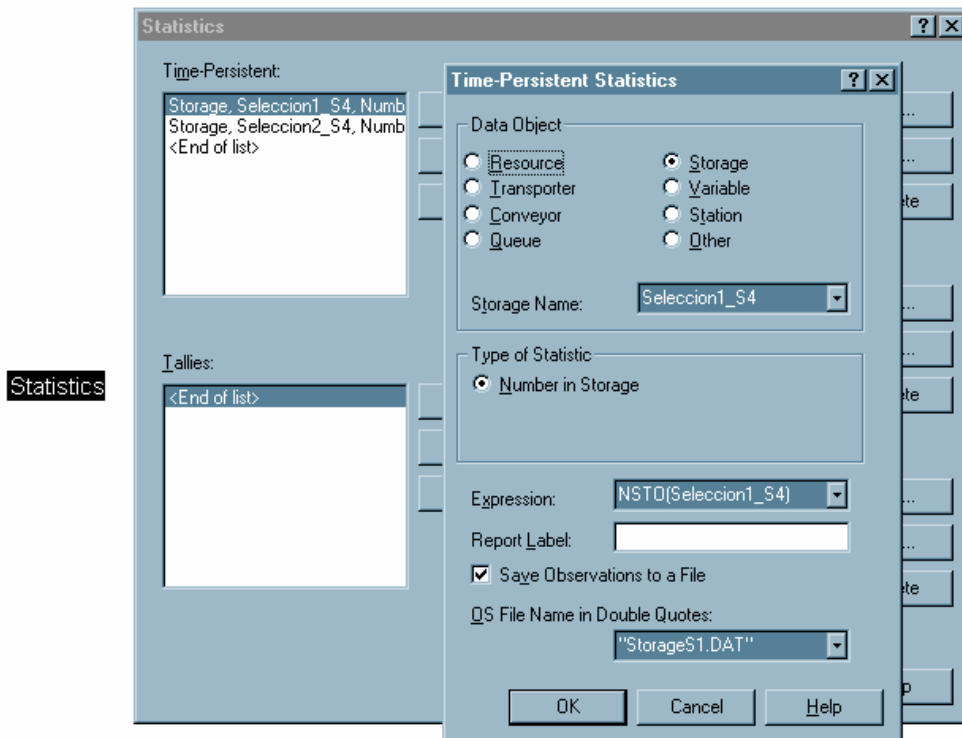 Statistics
Statistics
Time-Persistent:
Storage, Seleccion1_S4, Numb
Storage, Seleccion2_S4, Numb
<End of list>
Tallies:
<End of list>
Time-Persistent Statistics
Data Object
Resource
Storage
Transporter
Variable
Conveyor
Station
Queue
Other
Storage Name:
Seleccion1_S4
Type of Statistic
Number in Storage
Expression:
NSTO(Seleccion1_S4)
Report Label:
Save Observations to a File
OS File Name in Double Quotes:
"StorageS1.DAT"
OK
Cancel
Help
...
...
te
...
...
te
...
...
te
p